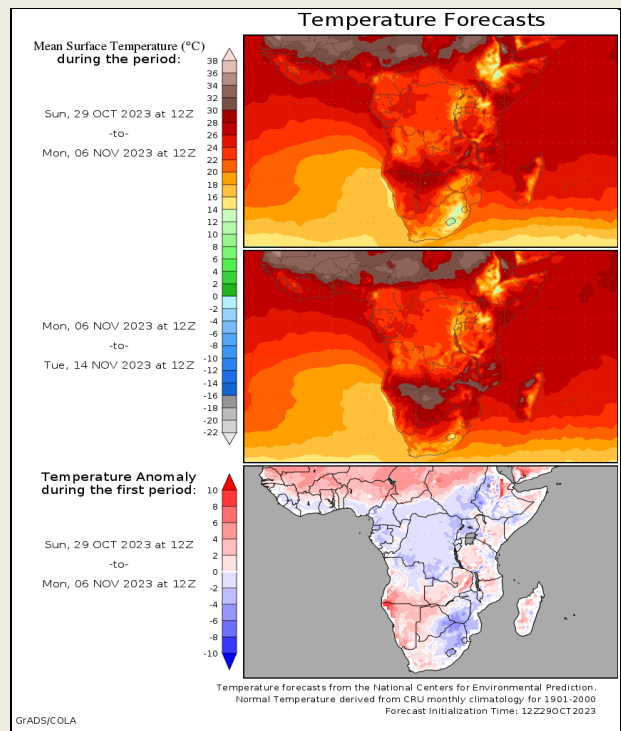 Temperature Forecasts
Mean Surface Temperature (°C)
during the period:
Sun, 29 OCT 2023 at 12Z
-to-
Mon, 06 NOV 2023 at 12Z
38
36
34
32
30
28
26
24
22
20
18
16
14
12
10
8
6
4
2
0
-2
-4
-6
-8
-10
-12
-14
-16
-18
-20
-22
Mon, 06 NOV 2023 at 12Z
-to-
Tue, 14 NOV 2023 at 12Z
Temperature Anomaly
during the first period:
Sun, 29 OCT 2023 at 12Z
-to-
Mon, 06 NOV 2023 at 12Z
10
8
6
4
2
0
-2
-4
-6
-8
-10
Temperature forecasts from the National Centers for Environmental Prediction.
Normal Temperature derived from CRU monthly climatology for 1901-2000
Forecast Initialization Time: 12Z29OCT2023
GrADS/COLA